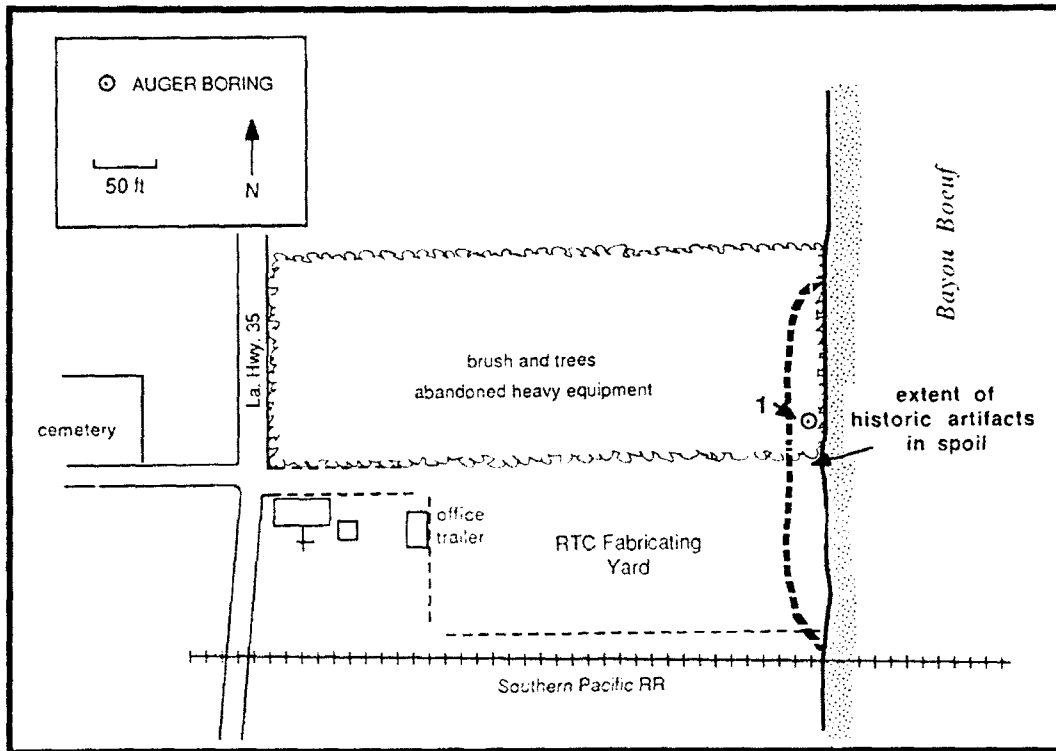 AUGER BORING
50 ft
N
Bayou Boeuf
La. Hwy. 35
brush and trees
abandoned heavy equipment
1
extent of
historic artifacts
in spoil
cemetery
office
trailer
RTC Fabricating
Yard
Southern Pacific RR